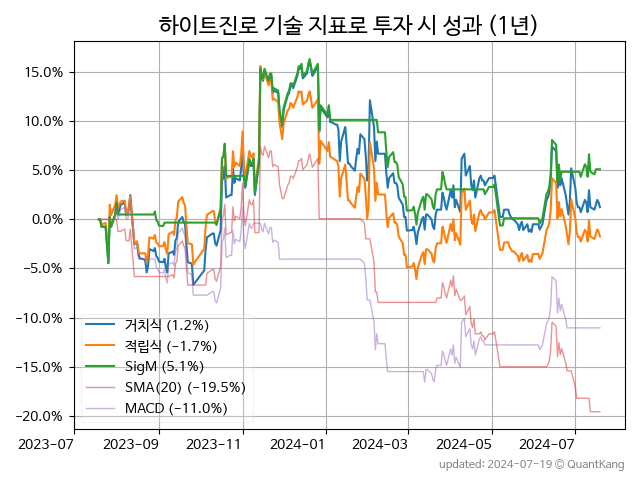 하이트진로 기술 지표로 투자 시 성과 (1년)
15.0%
10.0%
5.0%
0.0%
−5.0%
−10.0%
−15.0%
−20.0%
거치식 (1.2%)
적립식 (−1.7%)
SigM (5.1%)
SMA(20) (−19.5%)
MACD (−11.0%)
2023-07
2023-09
2023-11
2024-01
2024-03
2024-05
2024-07
updated: 2024-07-19 ⓒ QuantKang